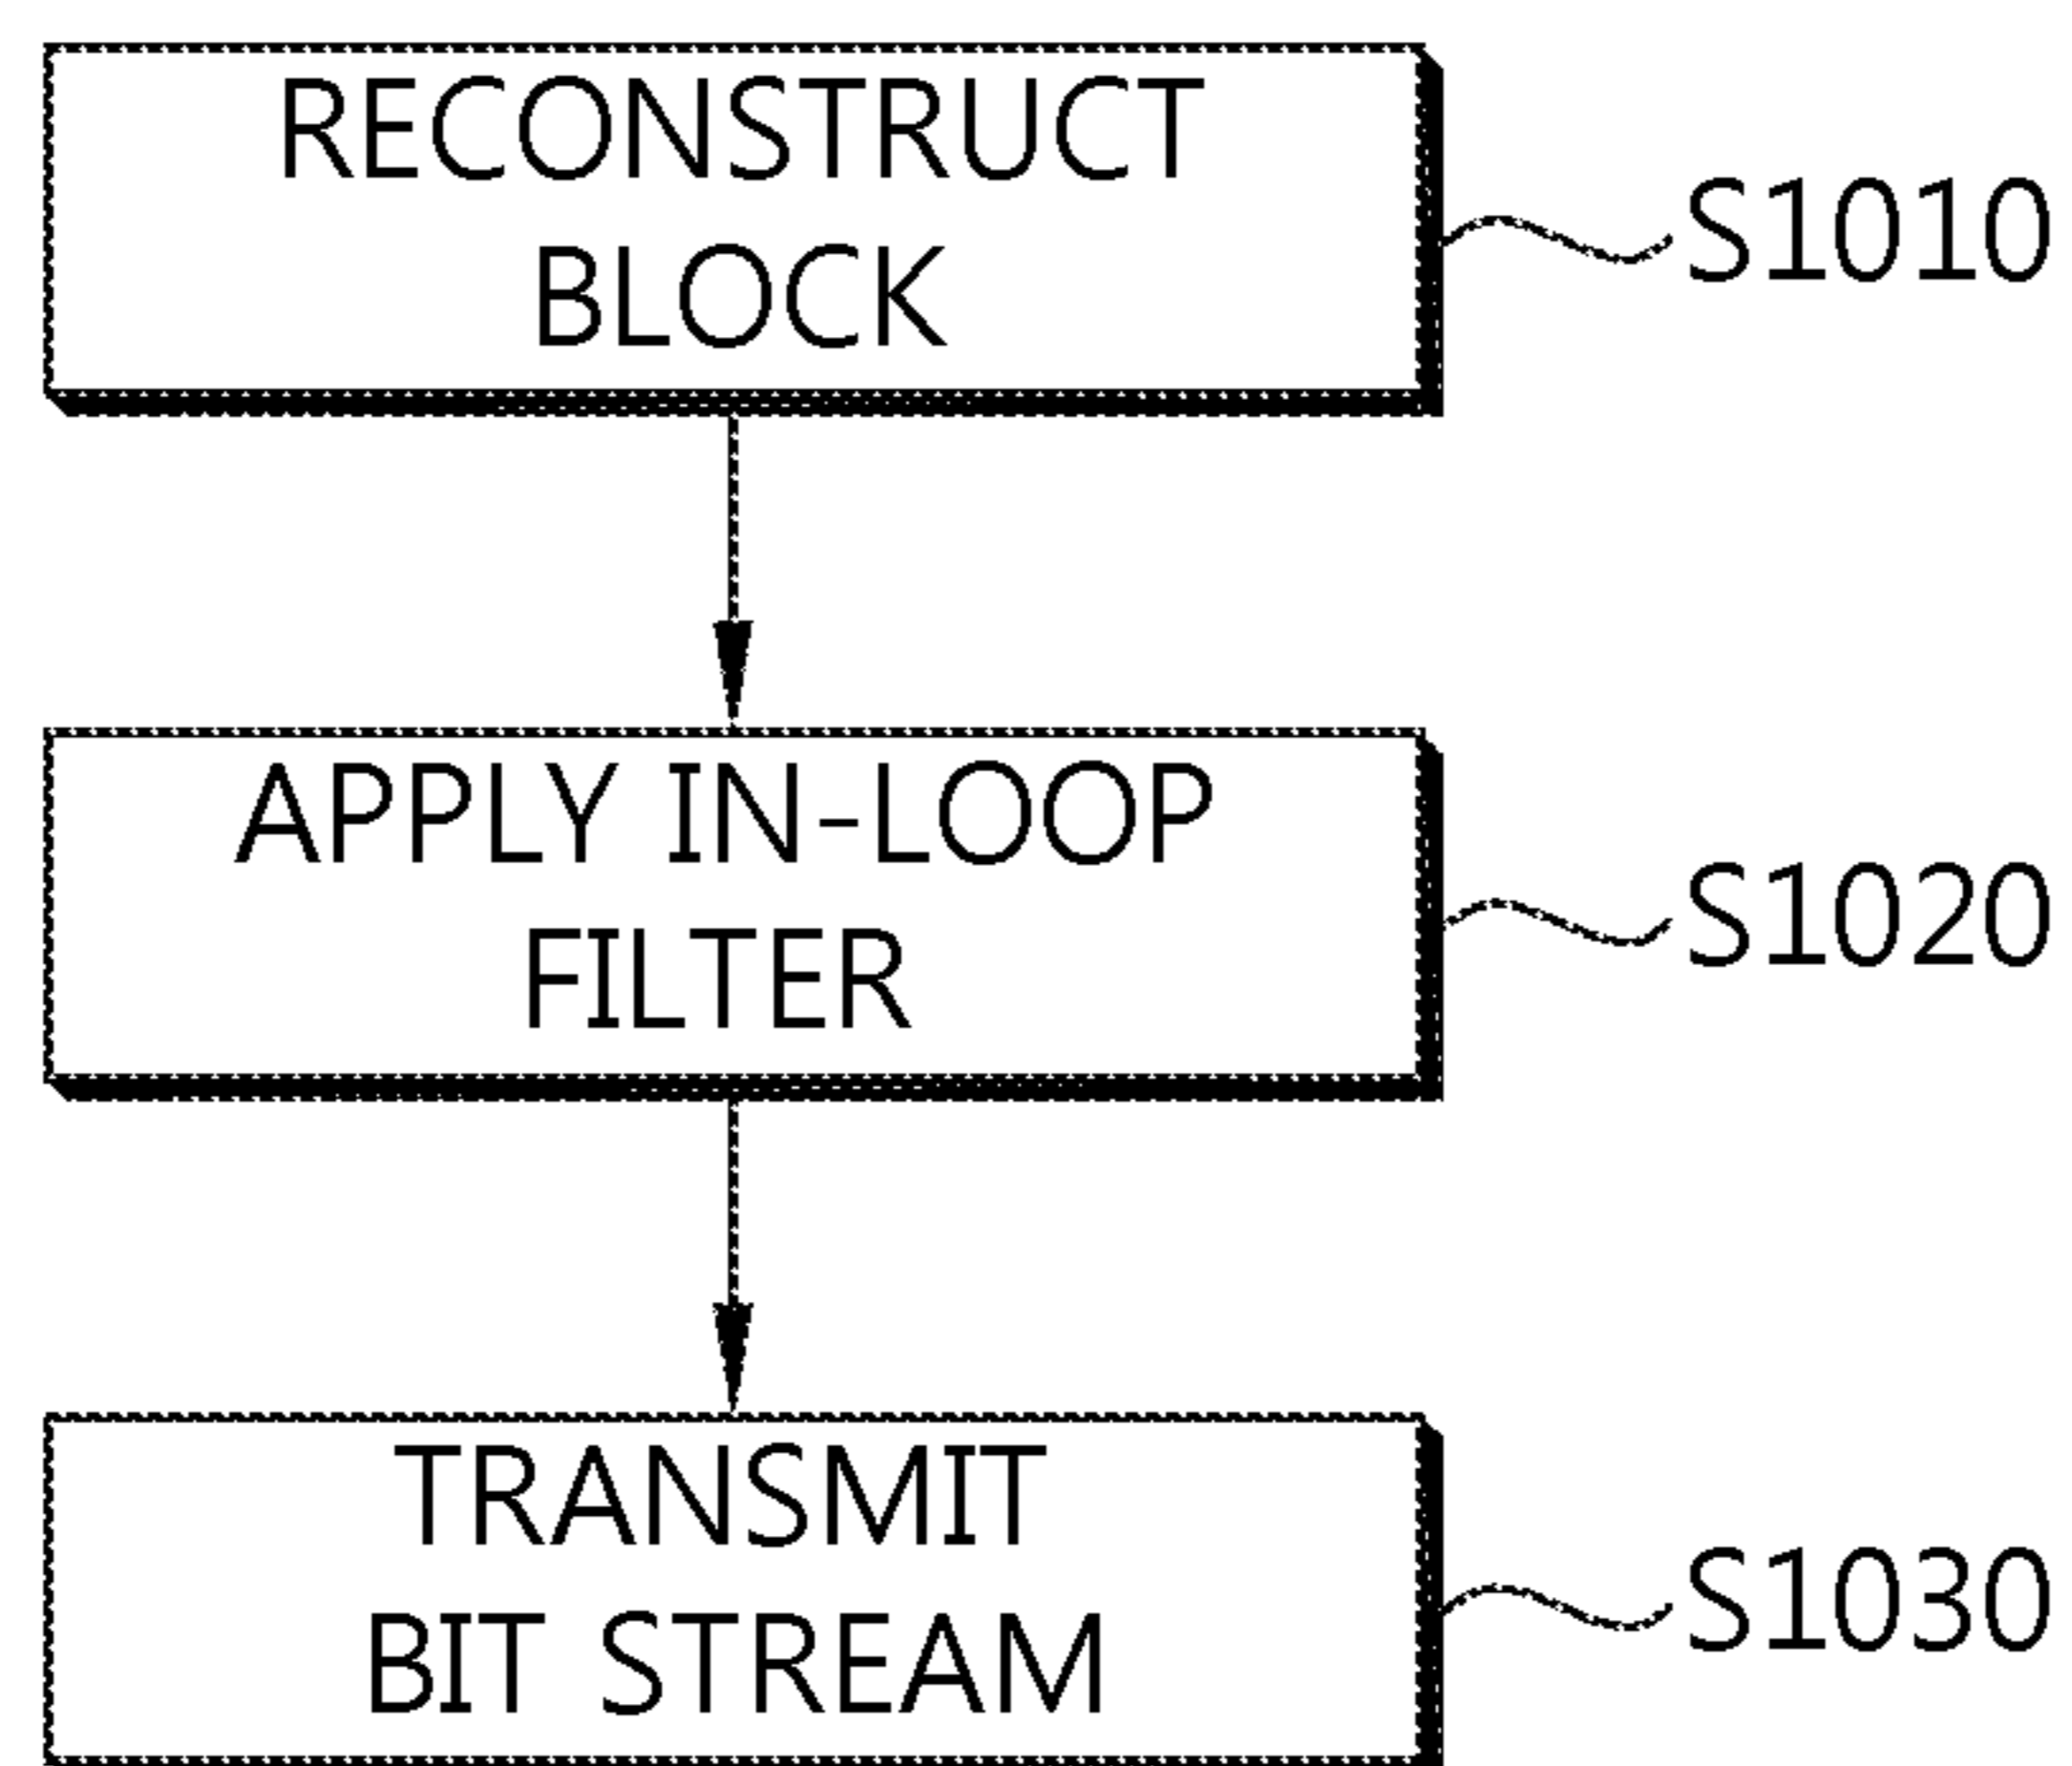 RECONSTRUCT
BLOCK
S1010
APPLY IN-LOOP
FILTER
S1020
TRANSMIT
BIT STREAM
S1030